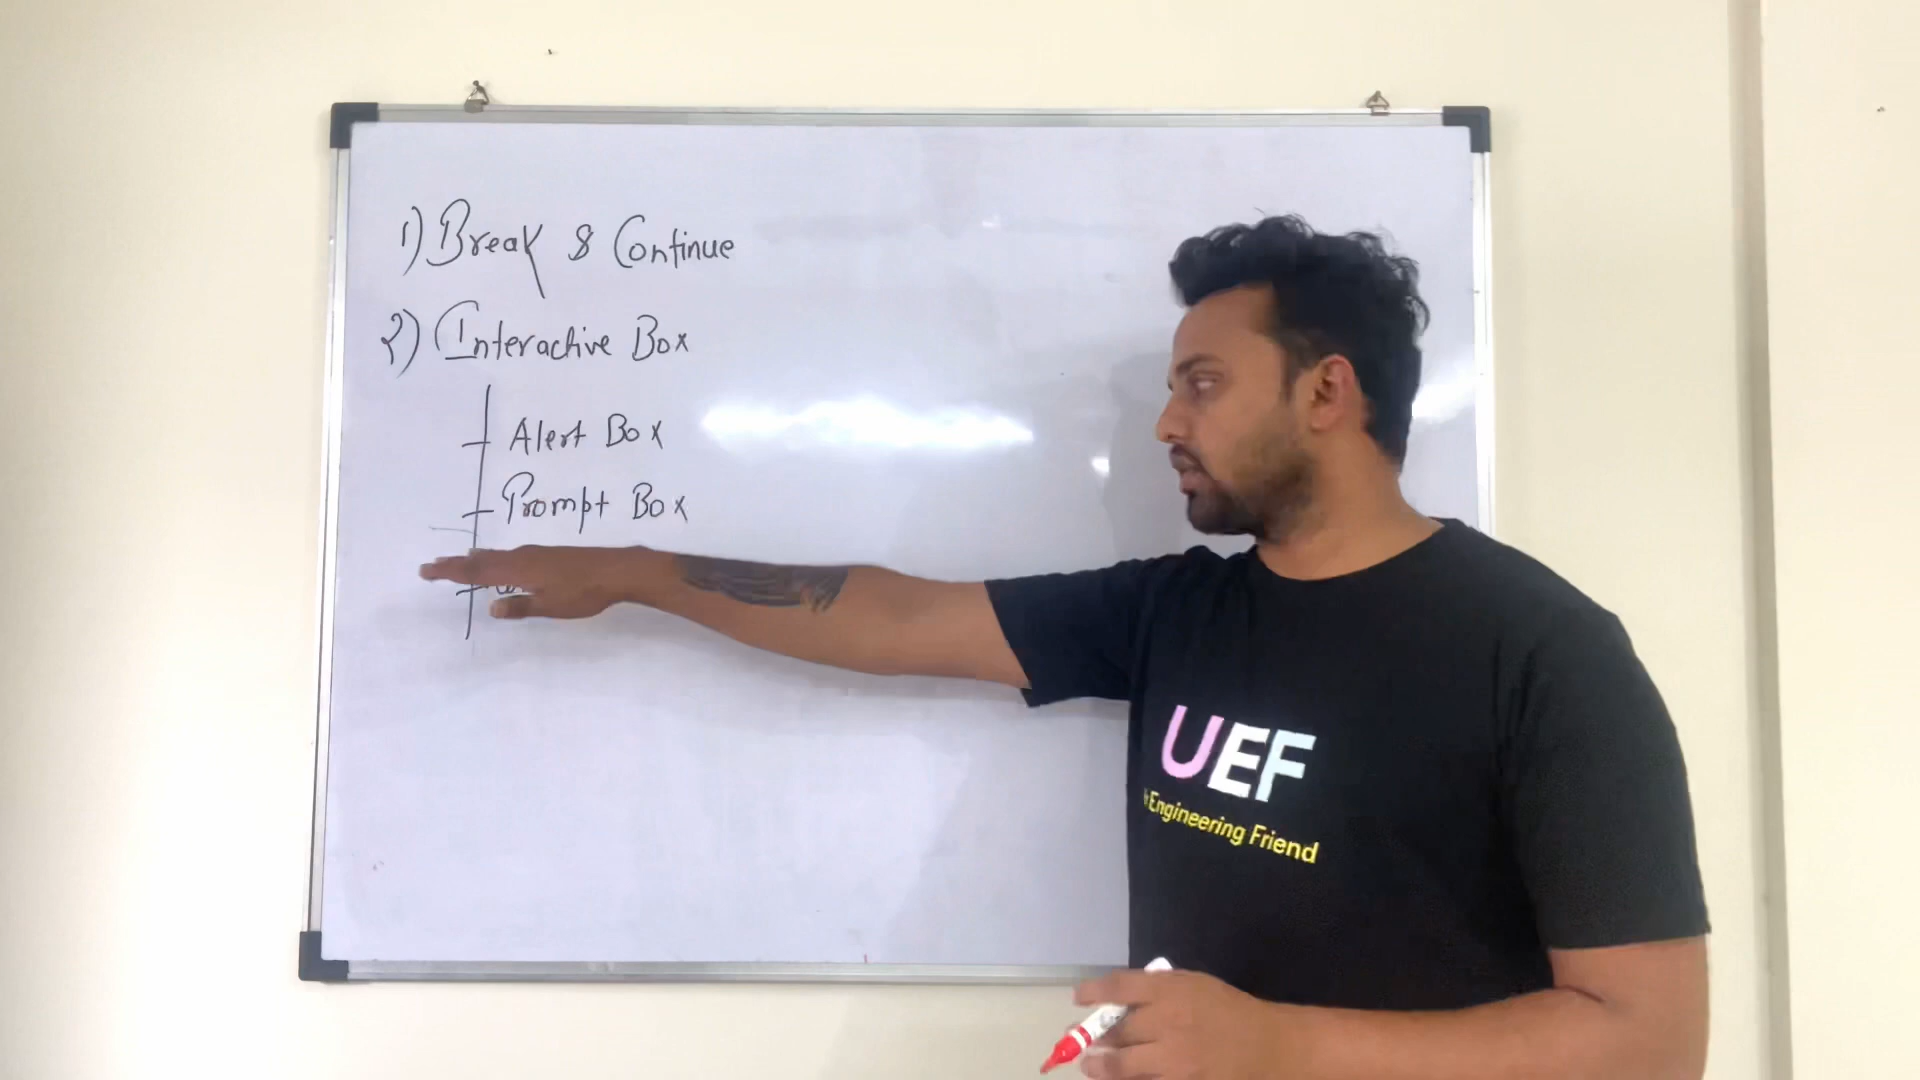 1) Break & Continue
2) Interactive Box
Alert Box
Prompt Box
UEF
Engineering Friend